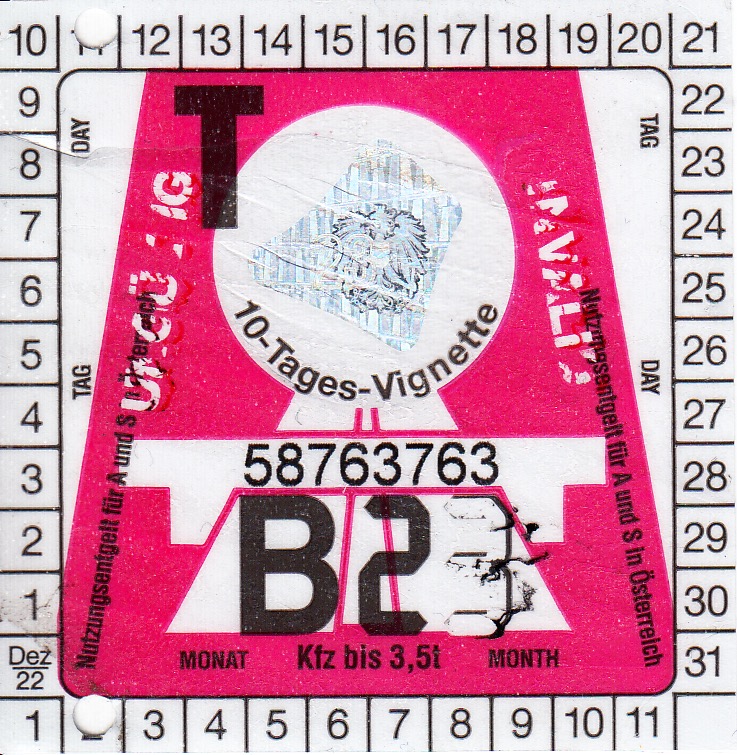 10 12 13 14 15 16 17 18 19 20 21
9 22
8 23
7 24
6 25
5 26
4 27
3 28
2 29
1 30
Dez
22
31
1 3 4 5 6 7 8 9 10 11
DAY
TAG
TAG
DAY
T
10-Tages-Vignette
58763763
B23
MONAT Kfz bis 3,5t MONTH
Nutzungsentgelt für A und S in Österreich
Nutzungsentgelt für A und S in Österreich